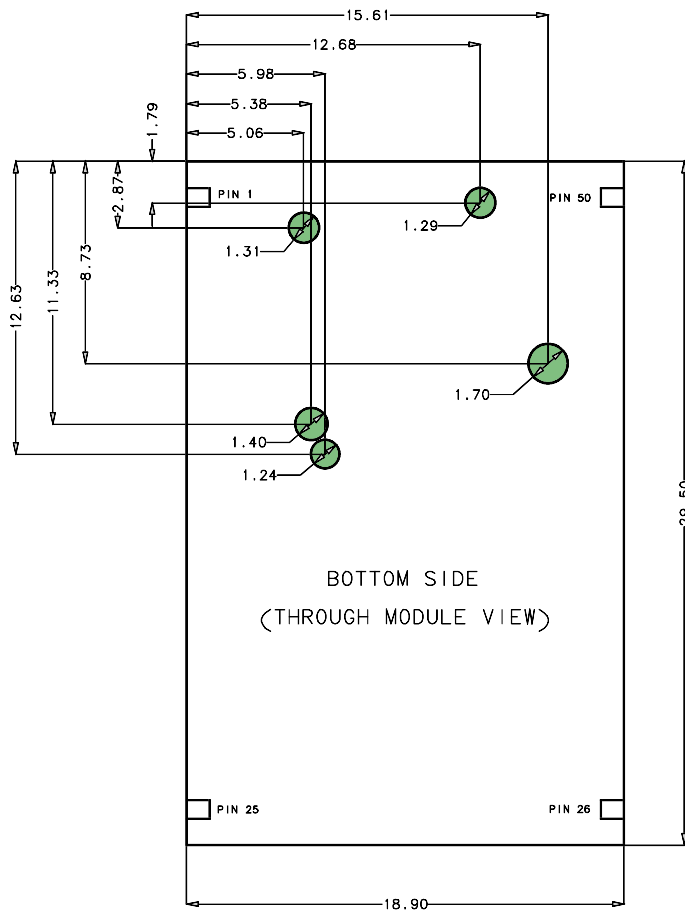 15.61
12.68
5.98
5.38
5.06
1.79
2.87
8.73
11.33
12.63
PIN 1
PIN 50
1.31
1.29
1.70
1.40
1.24
29.50
BOTTOM SIDE
(THROUGH MODULE VIEW)
PIN 25
PIN 26
18.90